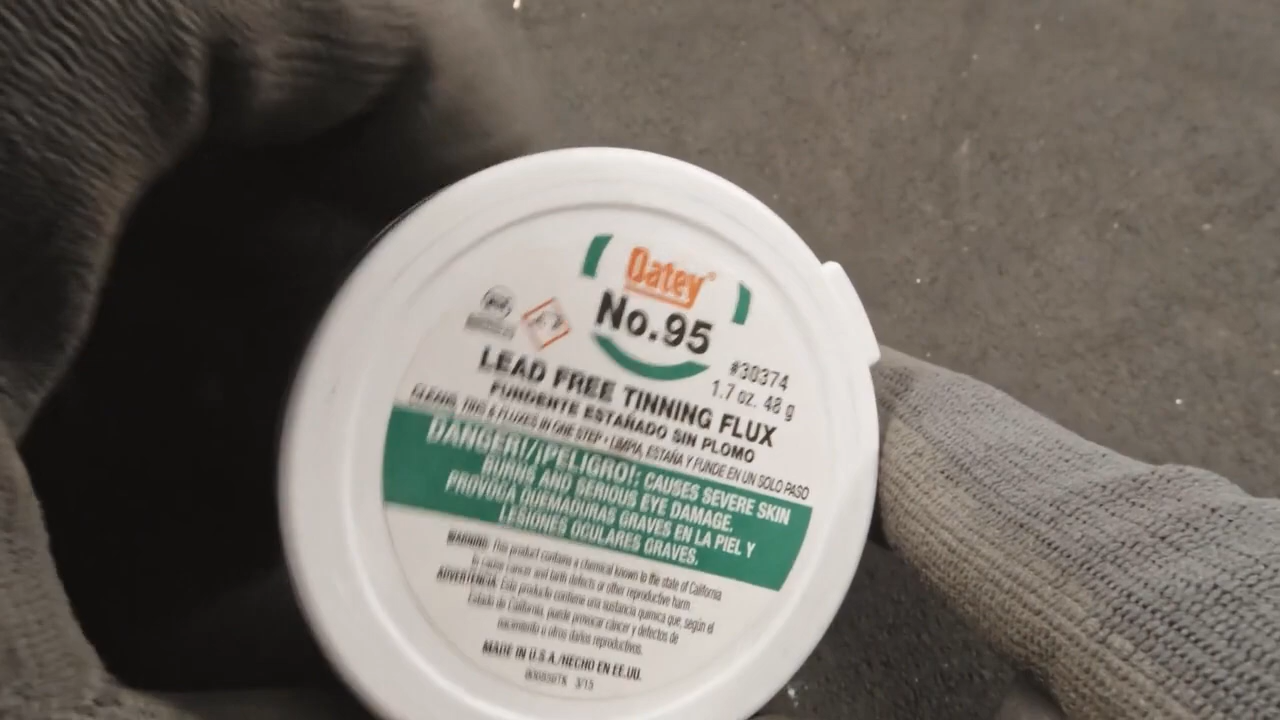 Oatey®
No.95
#30374
1.7 oz. 48 g
LEAD FREE TINNING FLUX
FUNDENTE ESTAÑADO SIN PLOMO
CLEANS, TINS & FLUXES IN ONE STEP • LIMPIA, ESTAÑA Y FUNDE EN UN SOLO PASO
DANGER!/¡PELIGRO!: CAUSES SEVERE SKIN
BURNS AND SERIOUS EYE DAMAGE.
PROVOCA QUEMADURAS GRAVES EN LA PIEL Y
LESIONES OCULARES GRAVES.
WARNING: This product contains a chemical known to the state of California
to cause cancer and birth defects or other reproductive harm
ADVERTENCIA: Este producto contiene una sustancia química que, según el
Estado de California, puede provocar cáncer y defectos de
nacimiento u otros daños reproductivos.
MADE IN U.S.A./HECHO EN EE.UU.
3/15